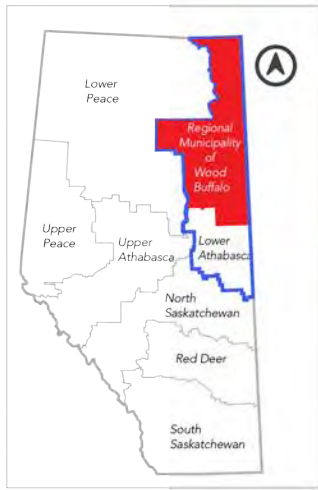 Lower
Peace
Regional
Municipality
of
Wood
Buffalo
Upper
Peace
Upper
Athabasca
Lower
Athabasca
North
Saskatchewan
Red Deer
South
Saskatchewan